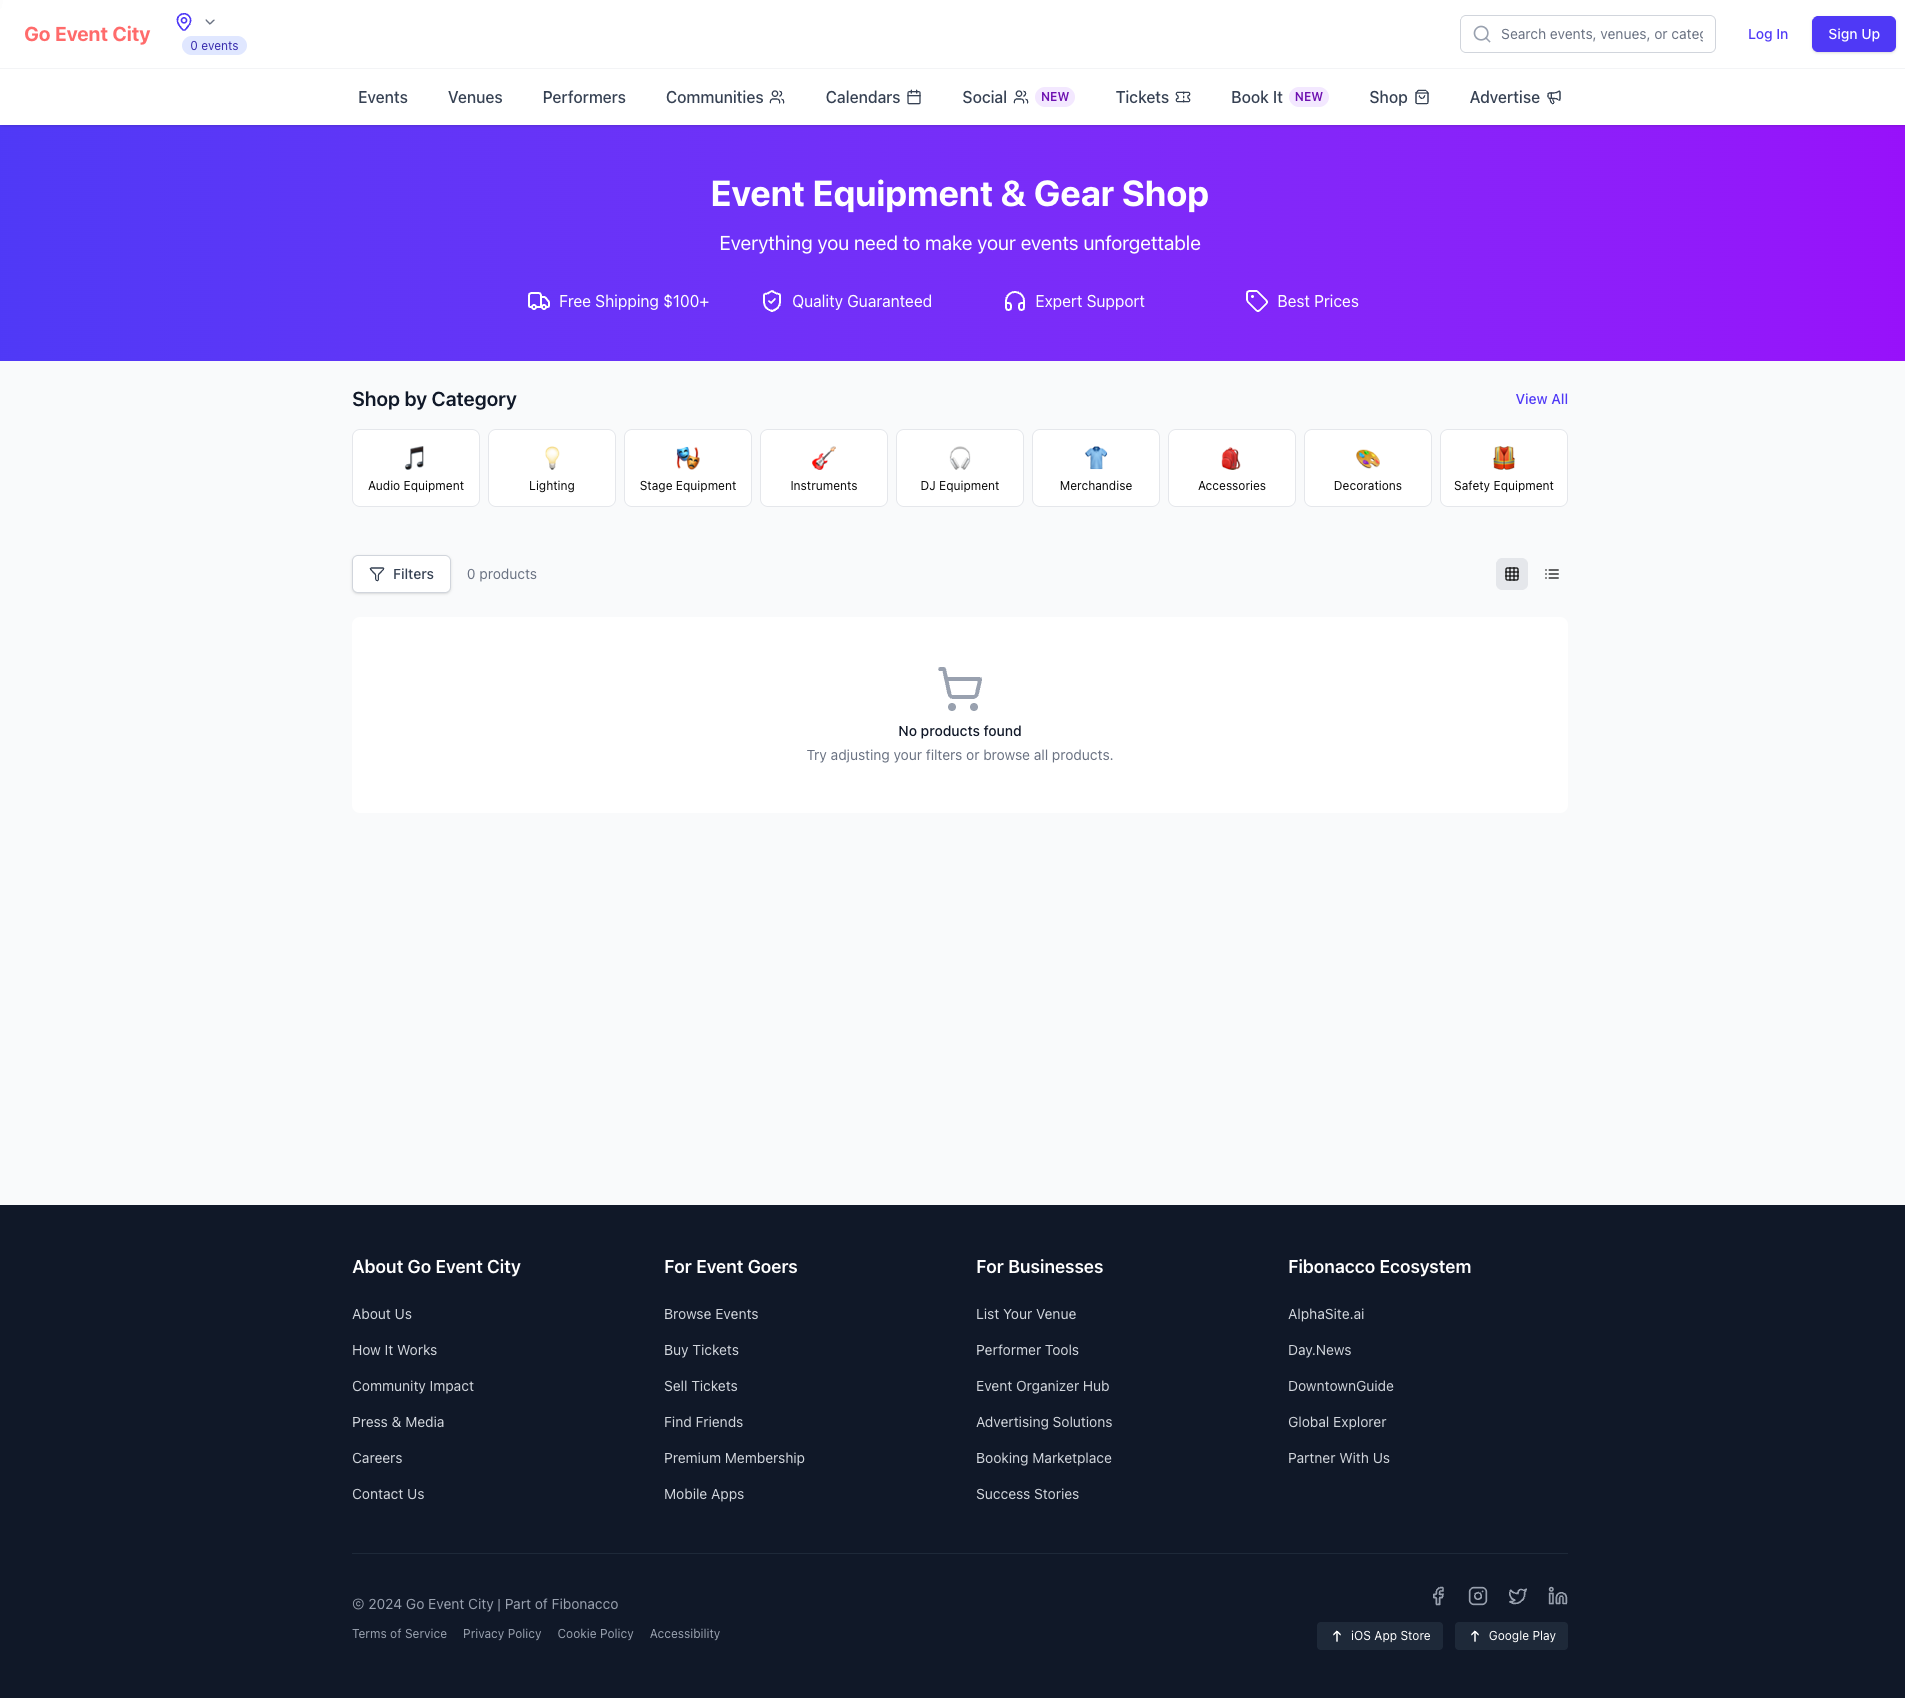 Go Event City
0 events
Search events, venues, or categ
Log In
Sign Up
Events
Venues
Performers
Communities
Calendars
Social NEW
Tickets
Book It NEW
Shop
Advertise
Event Equipment & Gear Shop
Everything you need to make your events unforgettable
Free Shipping $100+
Quality Guaranteed
Expert Support
Best Prices
Shop by Category
View All
Audio Equipment
Lighting
Stage Equipment
Instruments
DJ Equipment
Merchandise
Accessories
Decorations
Safety Equipment
Filters
0 products
No products found
Try adjusting your filters or browse all products.
About Go Event City
About Us
How It Works
Community Impact
Press & Media
Careers
Contact Us
For Event Goers
Browse Events
Buy Tickets
Sell Tickets
Find Friends
Premium Membership
Mobile Apps
For Businesses
List Your Venue
Performer Tools
Event Organizer Hub
Advertising Solutions
Booking Marketplace
Success Stories
Fibonacco Ecosystem
AlphaSite.ai
Day.News
DowntownGuide
Global Explorer
Partner With Us
© 2024 Go Event City | Part of Fibonacco
Terms of Service
Privacy Policy
Cookie Policy
Accessibility
iOS App Store
Google Play